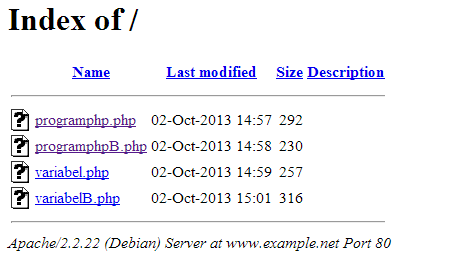 Index of /
Name Last modified Size Description
programphp.php 02-Oct-2013 14:57 292
programphpB.php 02-Oct-2013 14:58 230
variabel.php 02-Oct-2013 14:59 257
variabelB.php 02-Oct-2013 15:01 316
Apache/2.2.22 (Debian) Server at www.example.net Port 80